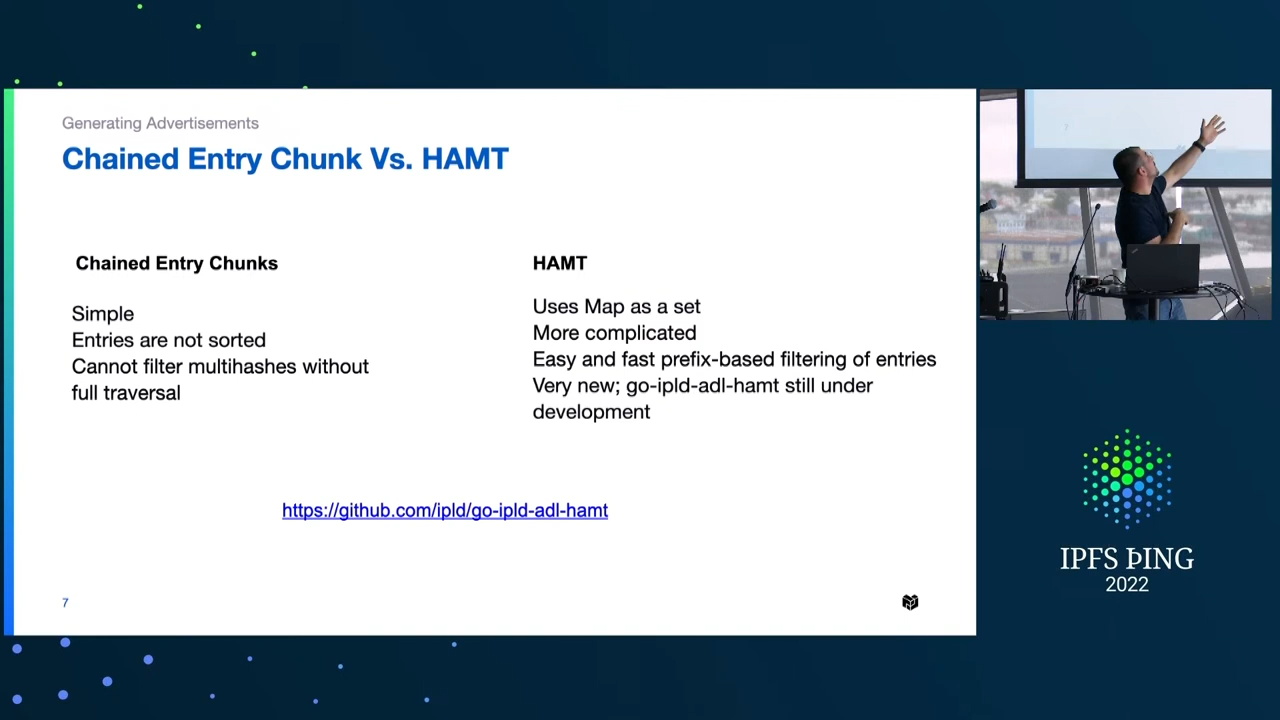 Generating Advertisements
Chained Entry Chunk Vs. HAMT
Chained Entry Chunks
Simple
Entries are not sorted
Cannot filter multihashes without
full traversal
HAMT
Uses Map as a set
More complicated
Easy and fast prefix-based filtering of entries
Very new; go-ipld-adl-hamt still under
development
https://github.com/ipld/go-ipld-adl-hamt
7
IPFS ÞING
2022